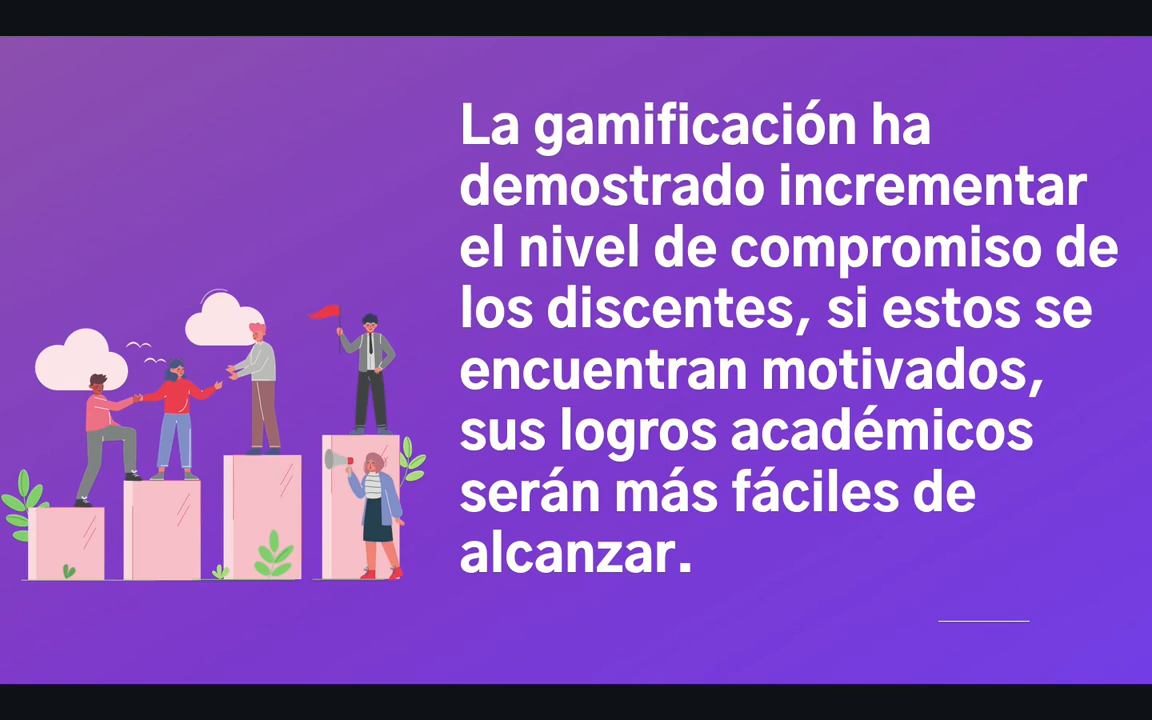 La gamificación ha
demostrado incrementar
el nivel de compromiso de
los discentes, si estos se
encuentran motivados,
sus logros académicos
serán más fáciles de
alcanzar.